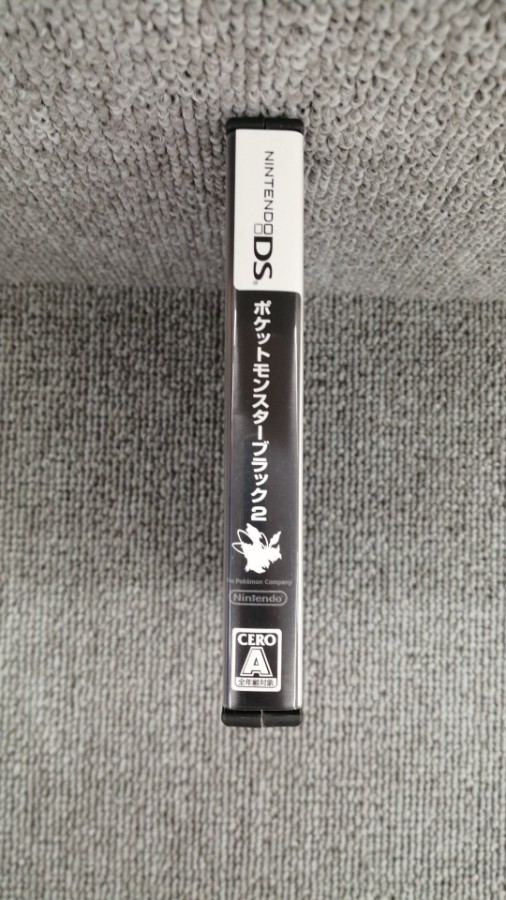 NINTENDO
DS
ポケットモンスターブラック2
The Pokémon Company
Nintendo
CERO
A
全年齢対象